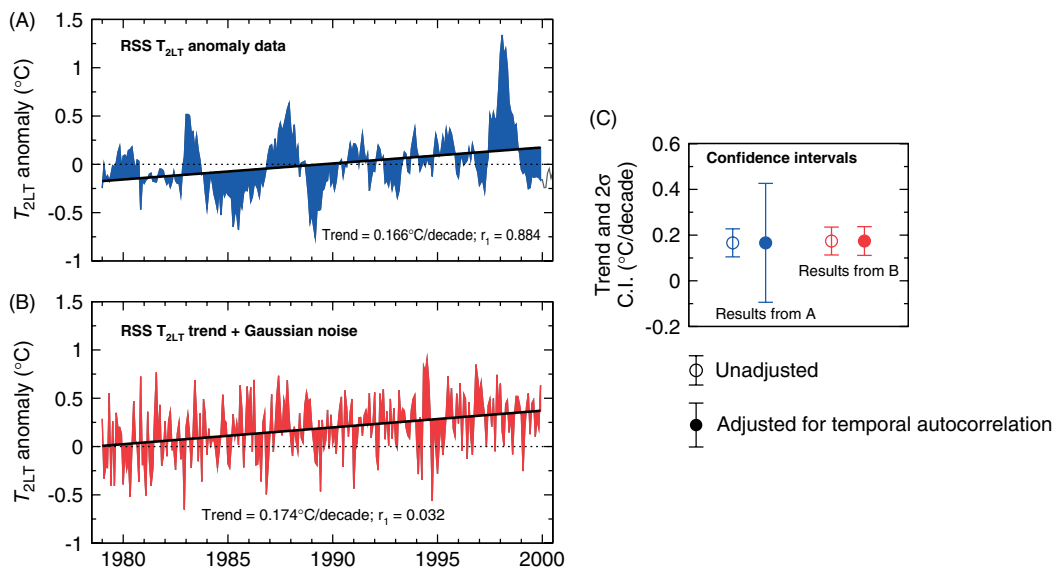 (A)
1.5
1
0.5
0
-0.5
-1
T2LT anomaly (°C)
RSS T2LT anomaly data
Trend = 0.166°C/decade; r1 = 0.884
(B)
1.5
1
0.5
0
-0.5
-1
T2LT anomaly (°C)
RSS T2LT trend + Gaussian noise
Trend = 0.174°C/decade; r1 = 0.032
1980 1985 1990 1995 2000
(C)
Trend and 2σ
C.I. (°C/decade)
0.6
0.4
0.2
0
-0.2
Confidence intervals
Results from B
Results from A
Unadjusted
Adjusted for temporal autocorrelation